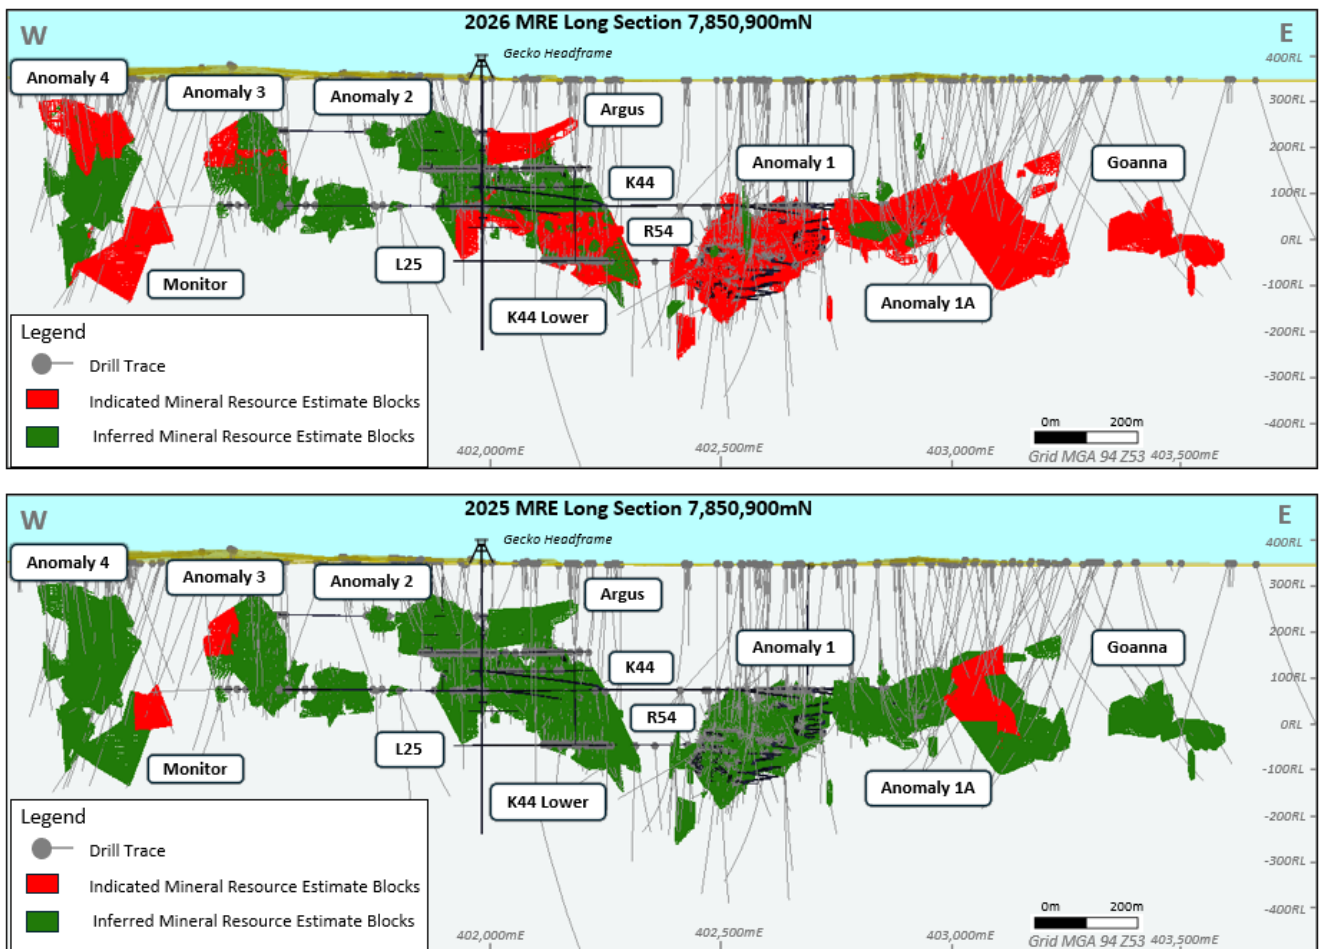 2026 MRE Long Section 7,850,900mN
W
E
Gecko Headframe
400RL
Anomaly 4
Anomaly 3
Anomaly 2
Argus
300RL
200RL
Anomaly 1
Goanna
K44
100RL
R54
0RL
L25
Monitor
-100RL
Anomaly 1A
K44 Lower
-200RL
-300RL
-400RL
Legend
Drill Trace
Indicated Mineral Resource Estimate Blocks
Inferred Mineral Resource Estimate Blocks
0m 200m
402,000mE
402,500mE
403,000mE
Grid MGA 94 Z53
403,500mE
2025 MRE Long Section 7,850,900mN
W
E
Gecko Headframe
400RL
Anomaly 4
Anomaly 3
Anomaly 2
Argus
300RL
200RL
Anomaly 1
Goanna
K44
100RL
R54
0RL
L25
Monitor
-100RL
Anomaly 1A
K44 Lower
-200RL
-300RL
-400RL
Legend
Drill Trace
Indicated Mineral Resource Estimate Blocks
Inferred Mineral Resource Estimate Blocks
0m 200m
402,000mE
402,500mE
403,000mE
Grid MGA 94 Z53
403,500mE